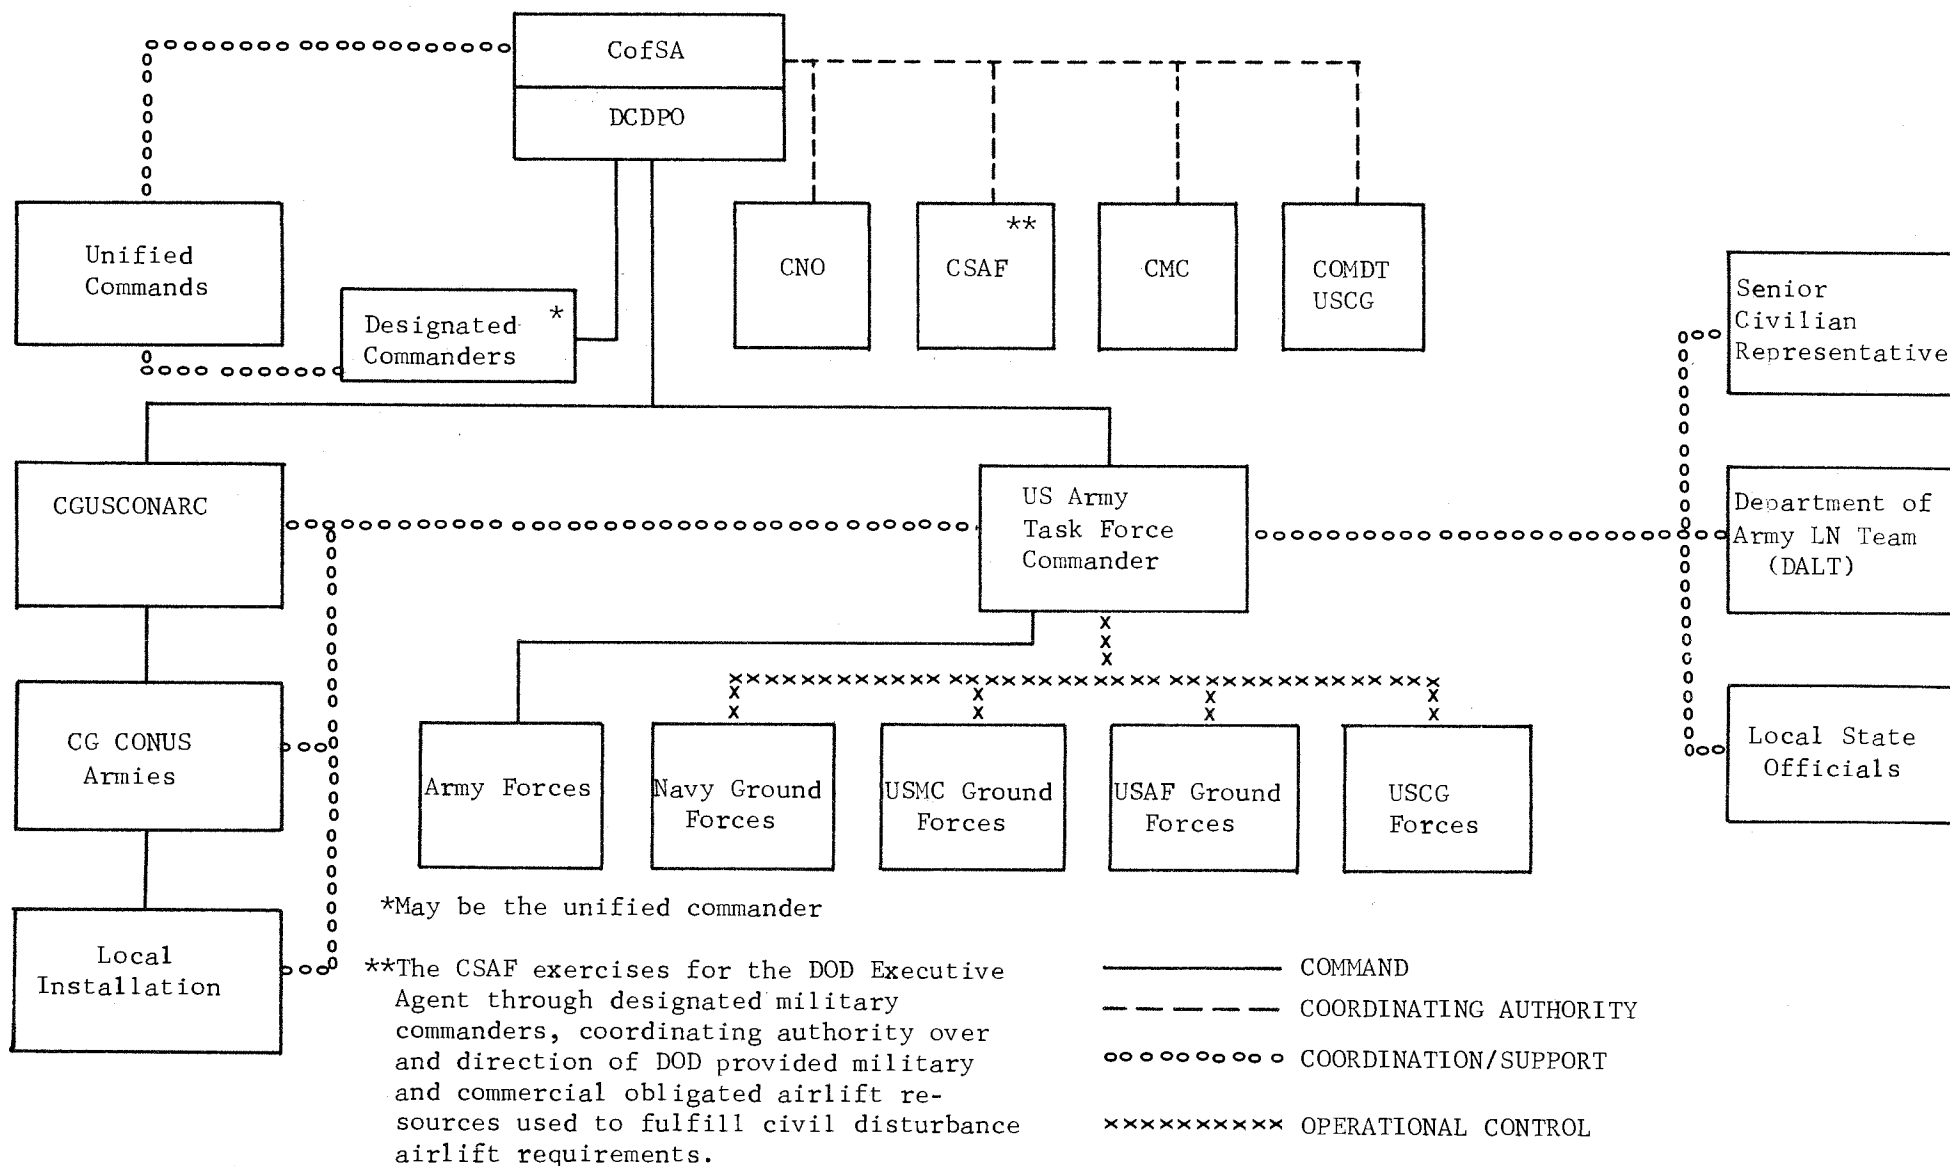 CofSA
DCDPO
Unified
Commands
Designated *
Commanders
CNO
**
CSAF
CMC
COMDT
USCG
Senior
Civilian
Representative
CGUSCONARC
US Army
Task Force
Commander
Department of
Army LN Team
(DALT)
CG CONUS
Armies
Army Forces
Navy Ground
Forces
USMC Ground
Forces
USAF Ground
Forces
USCG
Forces
Local State
Officials
Local
Installation
*May be the unified commander
**The CSAF exercises for the DOD Executive
Agent through designated military
commanders, coordinating authority over
and direction of DOD provided military
and commercial obligated airlift re-
sources used to fulfill civil disturbance
airlift requirements.
COMMAND
COORDINATING AUTHORITY
COORDINATION/SUPPORT
OPERATIONAL CONTROL